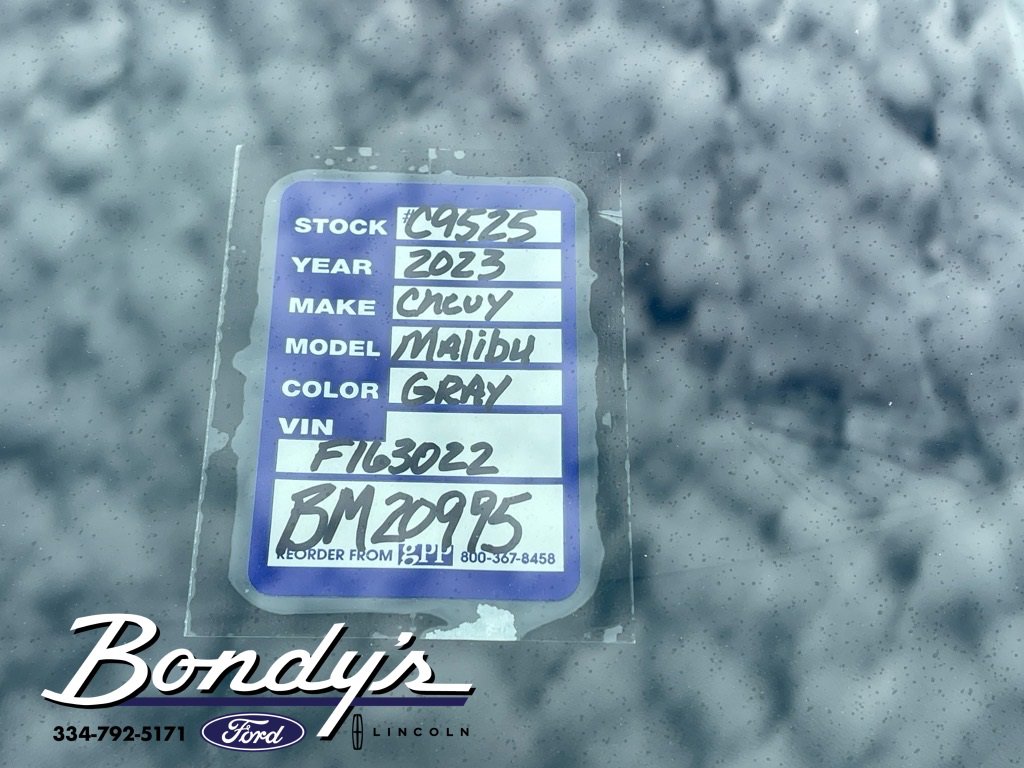 STOCK #C9525
YEAR 2023
MAKE Chevy
MODEL Malibu
COLOR GRAY
VIN
F163022
BM20995
REORDER FROM gPP 800-367-8458
Bondy's
334-792-5171 Ford LINCOLN